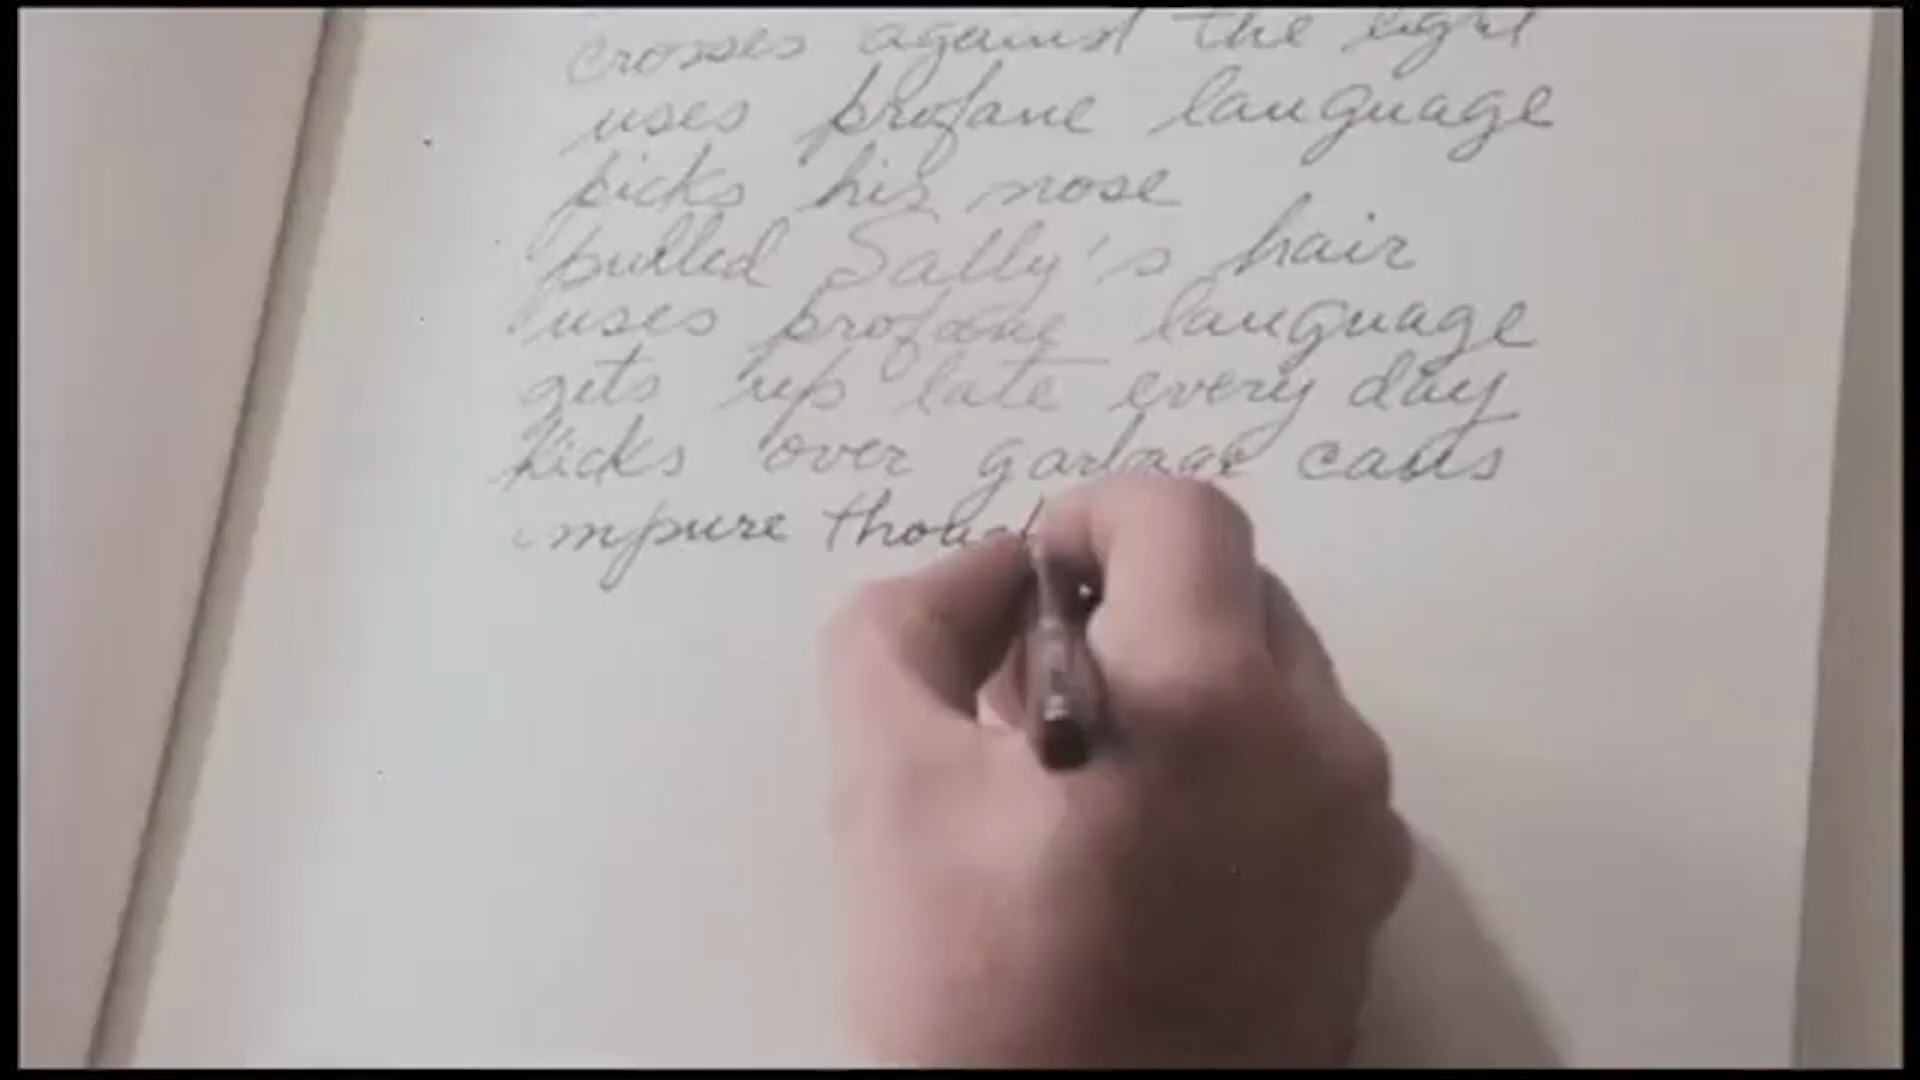 crosses against the light
uses profane language
picks his nose
pulled Sally's hair
uses profane language
gets up late every day
kicks over garbage cans
impure though